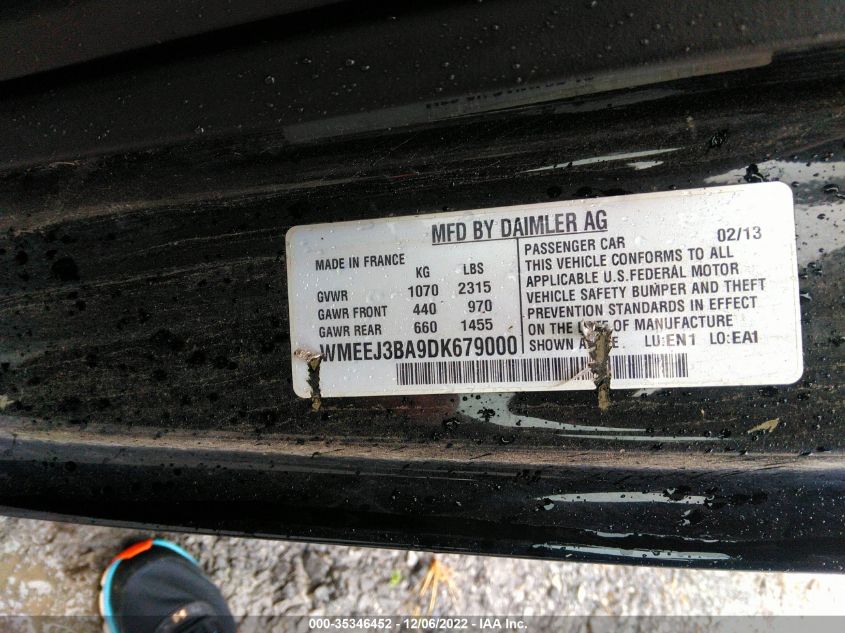 MFD BY DAIMLER AG
02/13
MADE IN FRANCE
KG LBS
GVWR 1070 2315
GAWR FRONT 440 970
GAWR REAR 660 1455
PASSENGER CAR
THIS VEHICLE CONFORMS TO ALL
APPLICABLE U.S.FEDERAL MOTOR
VEHICLE SAFETY BUMPER AND THEFT
PREVENTION STANDARDS IN EFFECT
ON THE OF MANUFACTURE
SHOWN LU:EN1 LO:EA1
WMEEJ3BA9DK679000
000-35346452 - 12/06/2022 - IAA Inc.